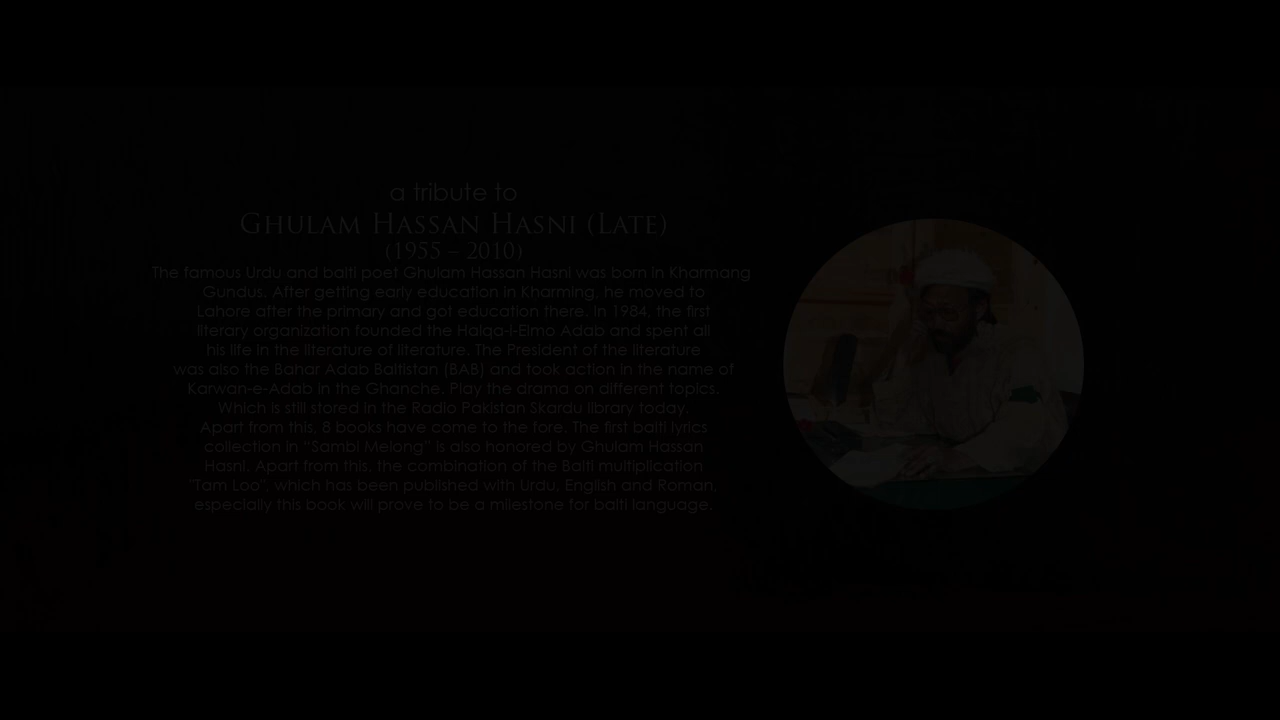 a tribute to
GHULAM HASSAN HASNI (LATE)
(1955 – 2010)
The famous Urdu and balti poet Ghulam Hassan Hasni was born in Kharmang
Gundus. After getting early education in Kharming, he moved to
Lahore after the primary and got education there. In 1984, the first
literary organization founded the Halqa-i-Elmo Adab and spent all
his life in the literature of literature. The President of the literature
was also the Bahar Adab Baltistan (BAB) and took action in the name of
Karwan-e-Adab in the Ghanche. Play the drama on different topics.
Which is still stored in the Radio Pakistan Skardu library today.
Apart from this, 8 books have come to the fore. The first balti lyrics
collection in “Sambi Melong” is also honored by Ghulam Hassan
Hasni. Apart from this, the combination of the Balti multiplication
"Tam Loo", which has been published with Urdu, English and Roman,
especially this book will prove to be a milestone for balti language.